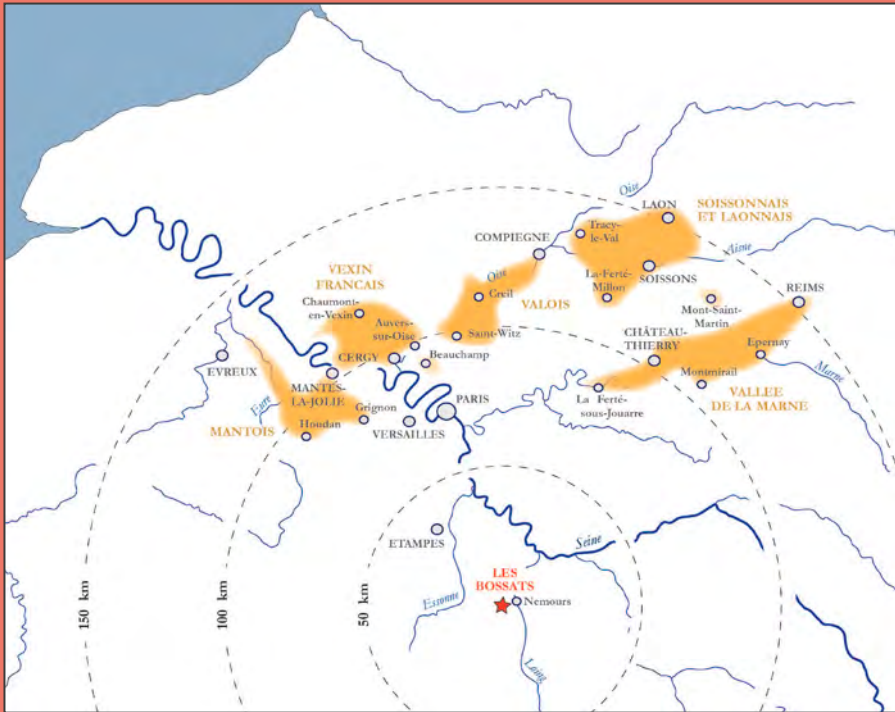 Oise
LAON
SOISSONNAIS
ET LAONNAIS
Tracy-
le-Val
COMPIEGNE
Aisne
VEXIN
FRANCAIS
Oise
La-Ferté-
Millon
SOISSONS
Creil
VALOIS
REIMS
Chaumont-
en-Vexin
Mont-Saint-
Martin
Auvers-
sur-Oise
Saint-Witz
CHÂTEAU-
THIERRY
Epernay
CERGY
Beauchamp
EVREUX
MANTES-
LA-JOLIE
Montmirail
Marne
Eure
Grignon
PARIS
La Ferté-
sous-Jouarre
VALLEE
DE LA MARNE
MANTOIS
Houdan
VERSAILLES
ETAMPES
Seine
LES
BOSSATS
150 km
100 km
50 km
Essonne
Nemours
Loing